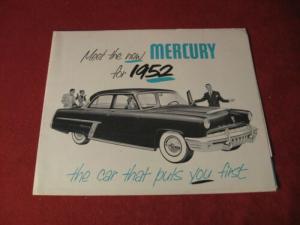 Meet the new MERCURY
for 1952
the car that puts you first